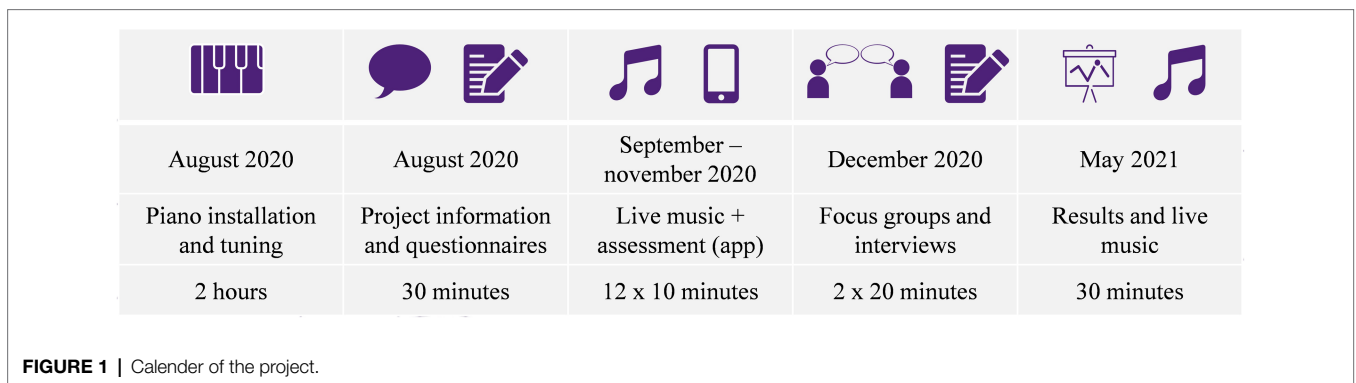 August 2020
August 2020
September –
november 2020
December 2020
May 2021
Piano installation
and tuning
Project information
and questionnaires
Live music +
assessment (app)
Focus groups and
interviews
Results and live
music
2 hours
30 minutes
12 x 10 minutes
2 x 20 minutes
30 minutes
FIGURE 1 | Calender of the project.